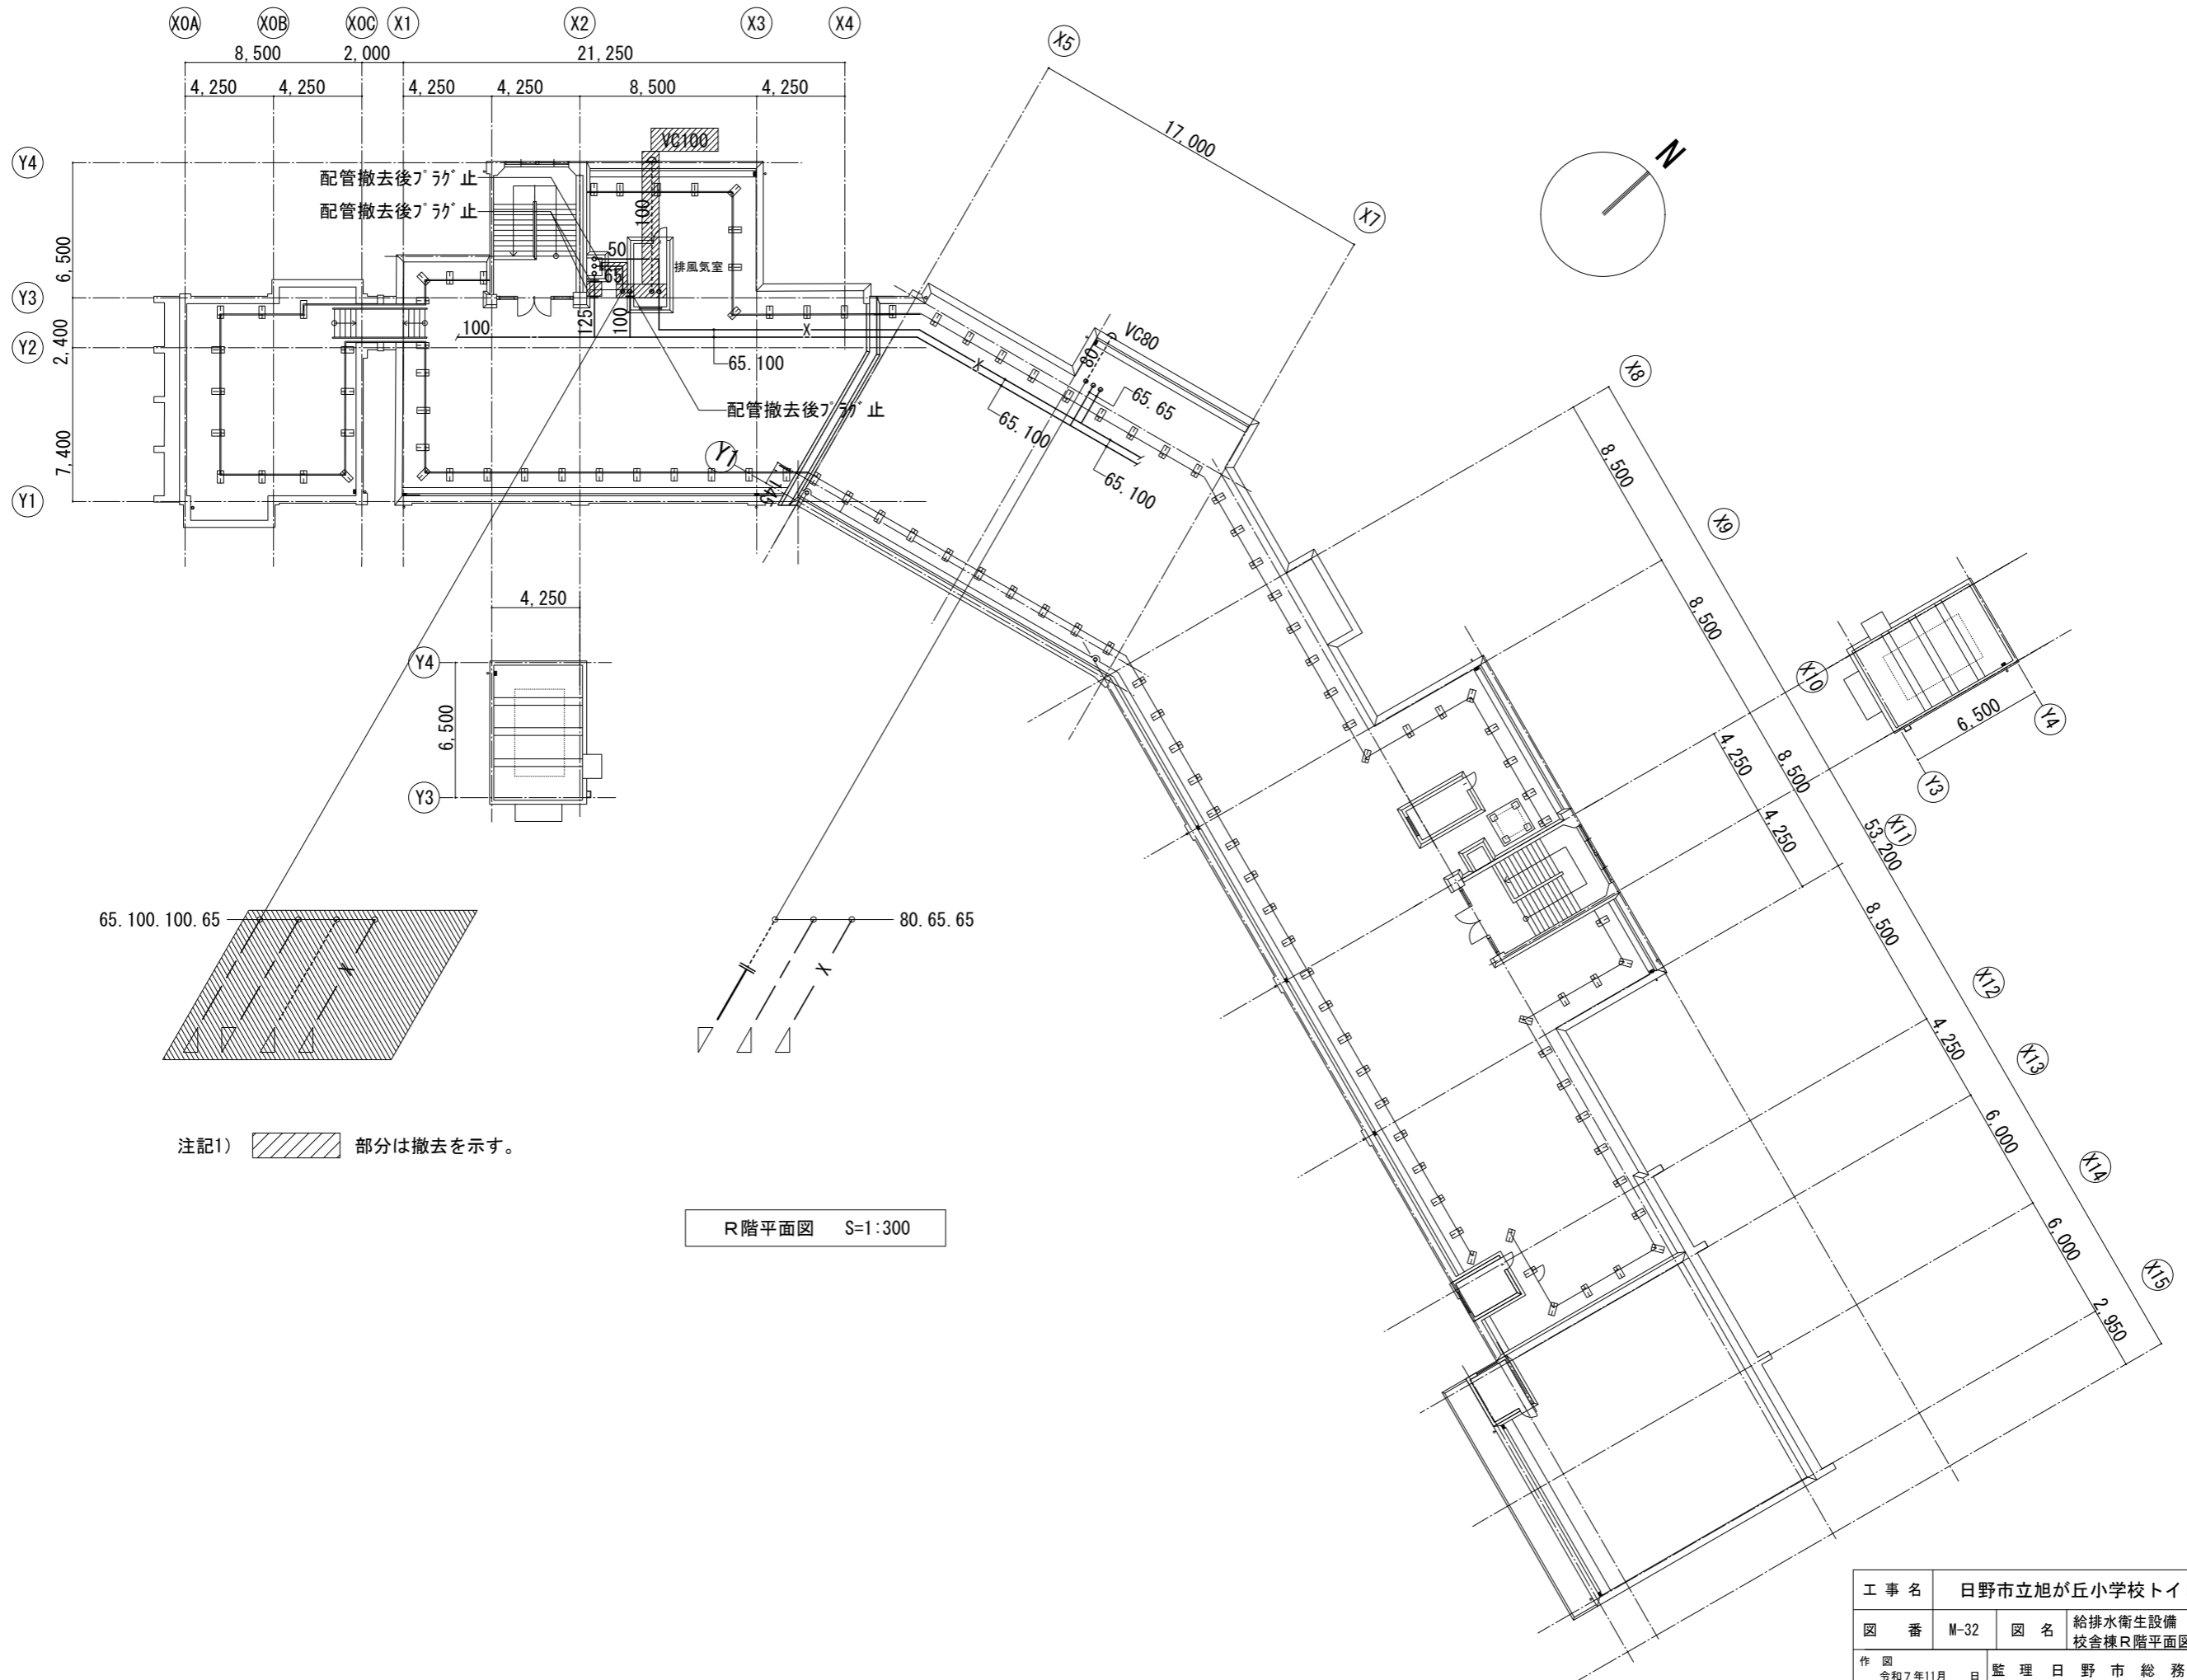 X0A X0B X0C X1 X2 X3 X4
8,500 2,000 21,250
4,250 4,250 4,250 4,250 8,500 4,250
X5
17,000
X7
N
Y4
Y3
Y2
Y1
6,500
2,400
7,400
VC100
配管撤去後プラグ止
配管撤去後プラグ止
100
50
65
排風気室
100
125
100
65.100
配管撤去後プラグ止
VC80
80
65.65
65.100
65.100
Y1
1,145
X8
8,500
X9
8,500
X10
8,500
4,250
4,250
X11
53,200
8,500
X12
4,250
X13
6,000
X14
6,000
X15
2,950
6,500
Y4
Y3
4,250
Y4
6,500
Y3
65.100.100.65
80.65.65
注記1) 部分は撤去を示す。
R階平面図 S=1:300
工事名 日野市立旭が丘小学校トイ
図番 M-32 図名 給排水衛生設備
校舎棟R階平面図
作図
令和7年11月 日
監理 日野市総務